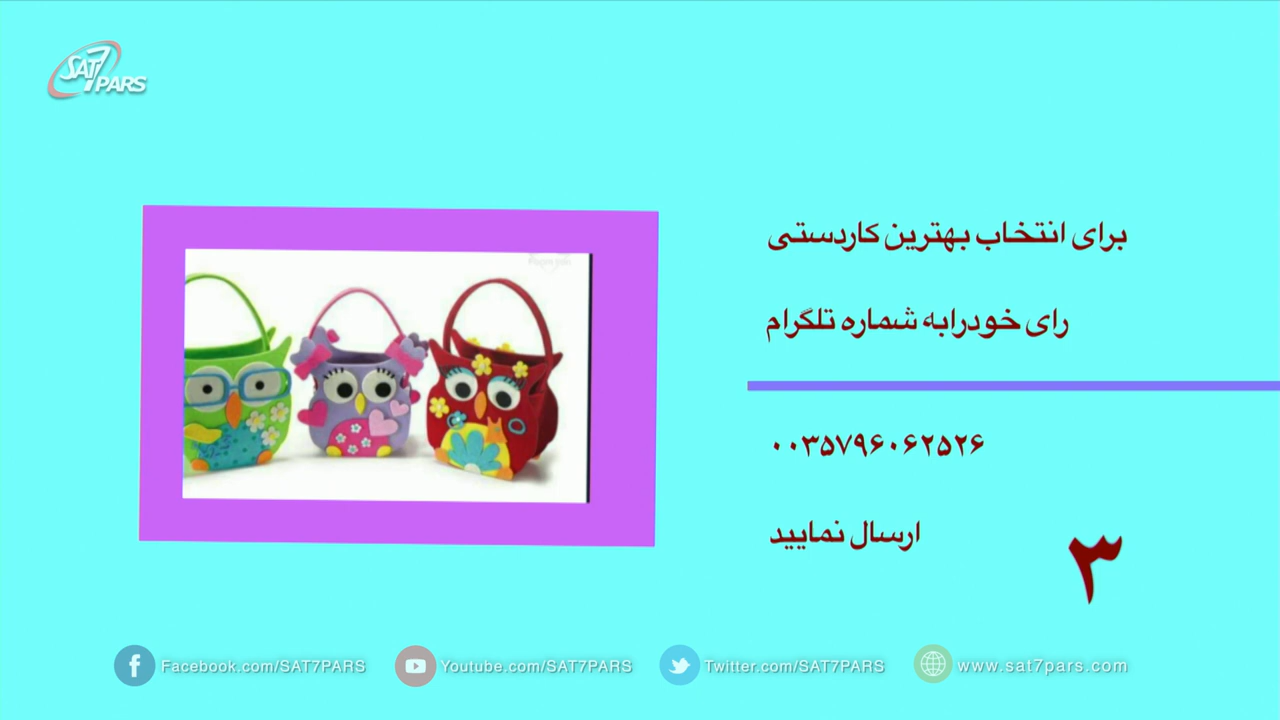 SAT7PARS
برای انتخاب بهترین کاردستی
رای خودرابه شماره تلگرام
۰۰۳۵۷۹۶۰۶۲۵۲۶
ارسال نمایید
۳
Facebook.com/SAT7PARS
Youtube.com/SAT7PARS
Twitter.com/SAT7PARS
www.sat7pars.com